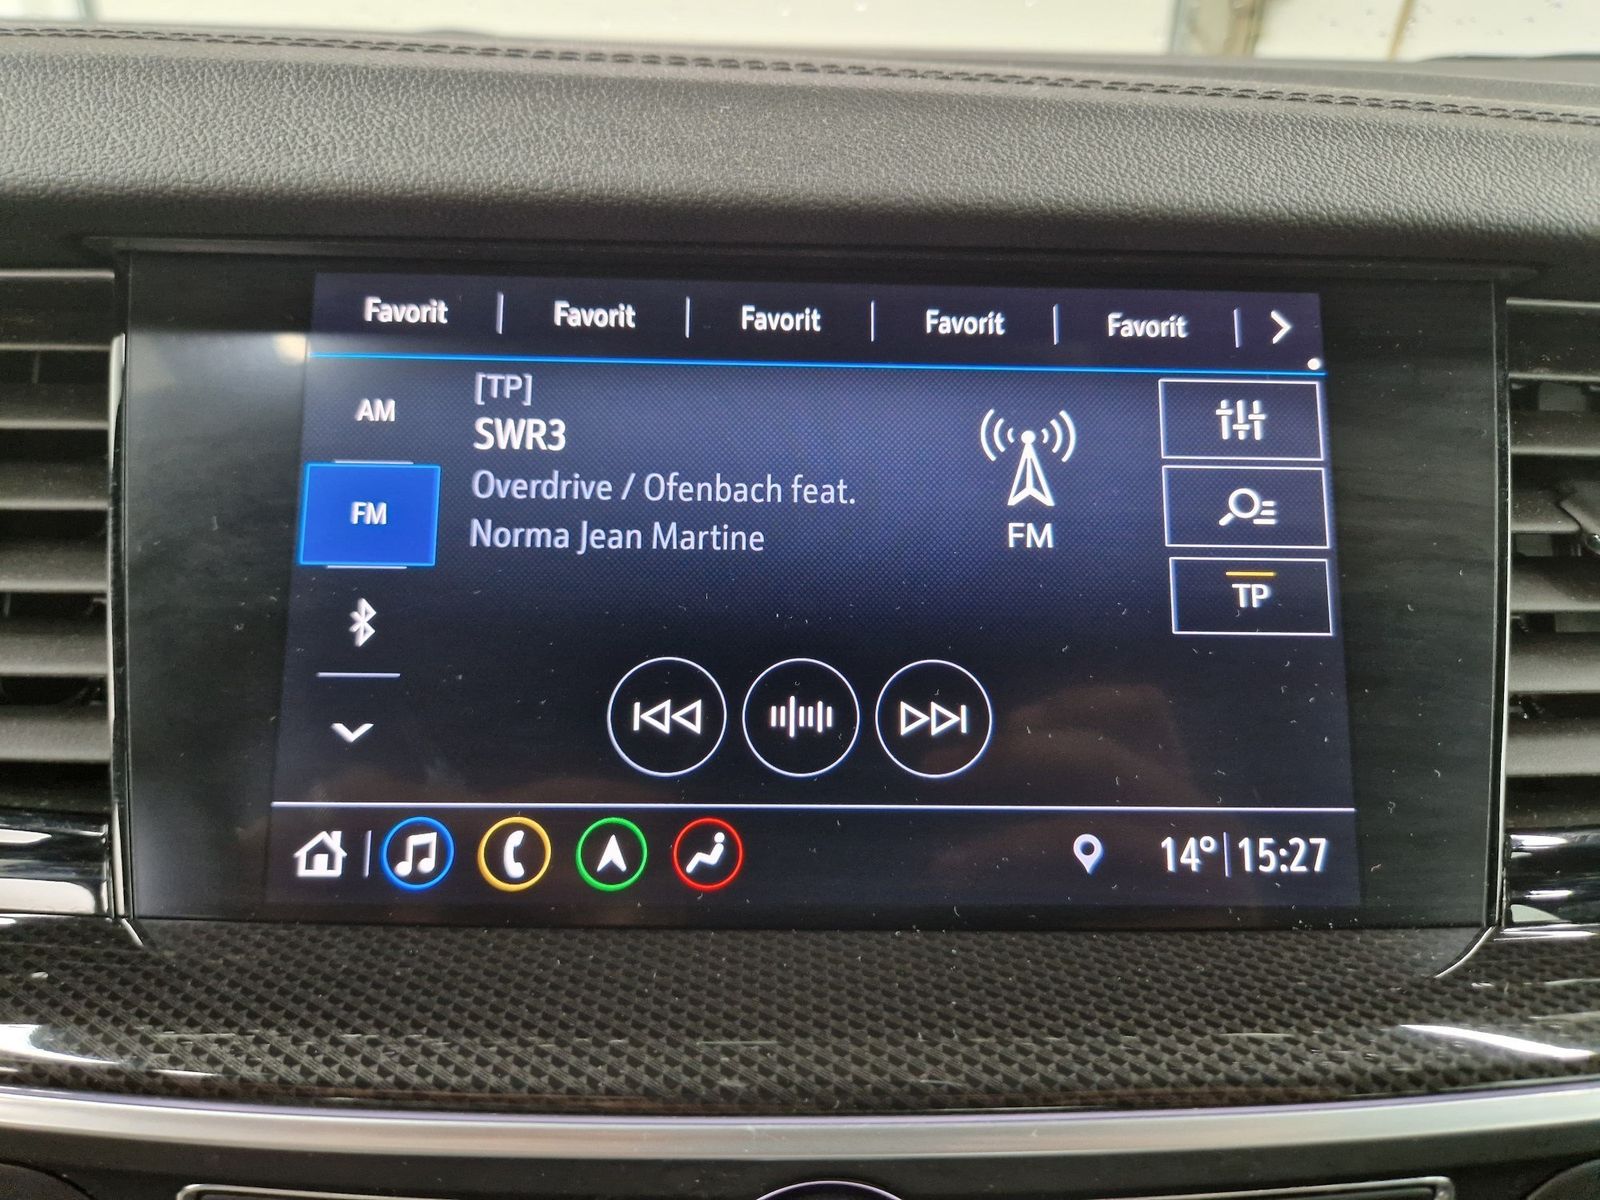 Favorit | Favorit | Favorit | Favorit | Favorit |
AM
[TP]
SWR3
FM
Overdrive / Ofenbach feat.
Norma Jean Martine
FM
TP
14° | 15:27